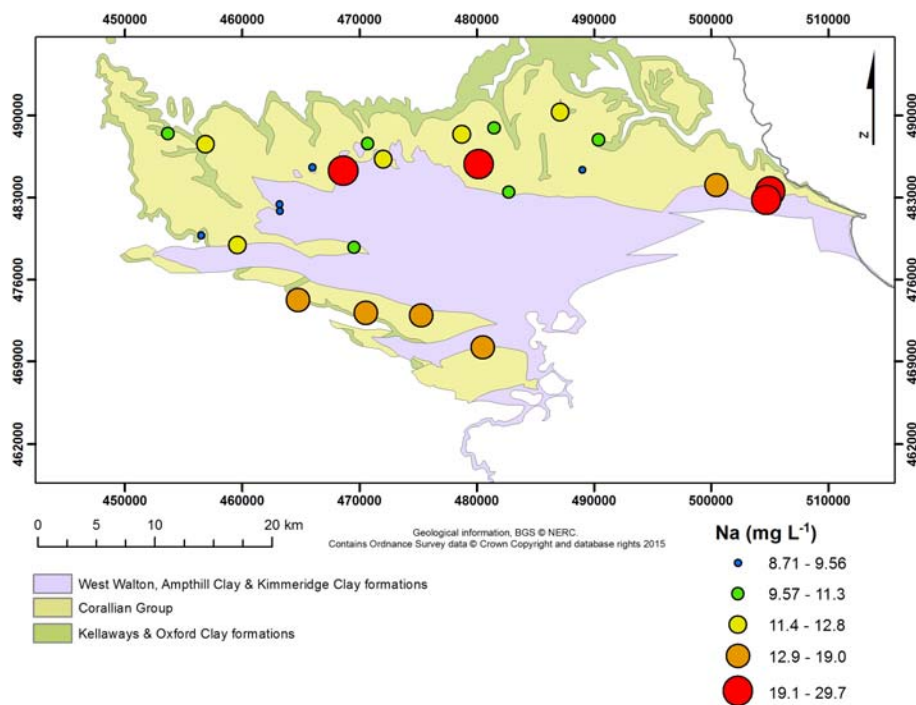 450000 460000 470000 480000 490000 500000 510000
490000 490000
483000 483000
476000 476000
469000 469000
462000 462000
N
450000 460000 470000 480000 490000 500000 510000
0 5 10 20 km
Geological information, BGS © NERC.
Contains Ordnance Survey data © Crown Copyright and database rights 2015
West Walton, Ampthill Clay & Kimmeridge Clay formations
Corallian Group
Kellaways & Oxford Clay formations
Na (mg L⁻¹)
8.71 - 9.56
9.57 - 11.3
11.4 - 12.8
12.9 - 19.0
19.1 - 29.7